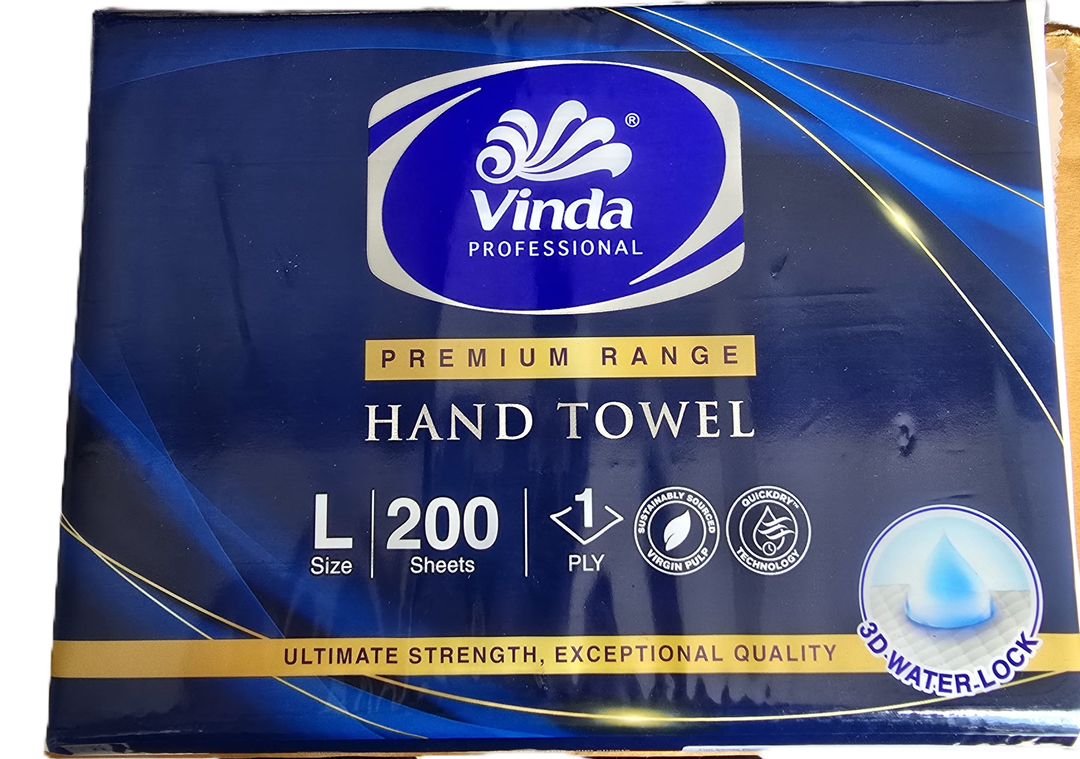 ®
Vinda
PROFESSIONAL
PREMIUM RANGE
HAND TOWEL
L
Size
200
Sheets
1
PLY
SUSTAINABLY SOURCED
VIRGIN PULP
QUICKDRY™
TECHNOLOGY
3D-WATER-LOCK
ULTIMATE STRENGTH, EXCEPTIONAL QUALITY